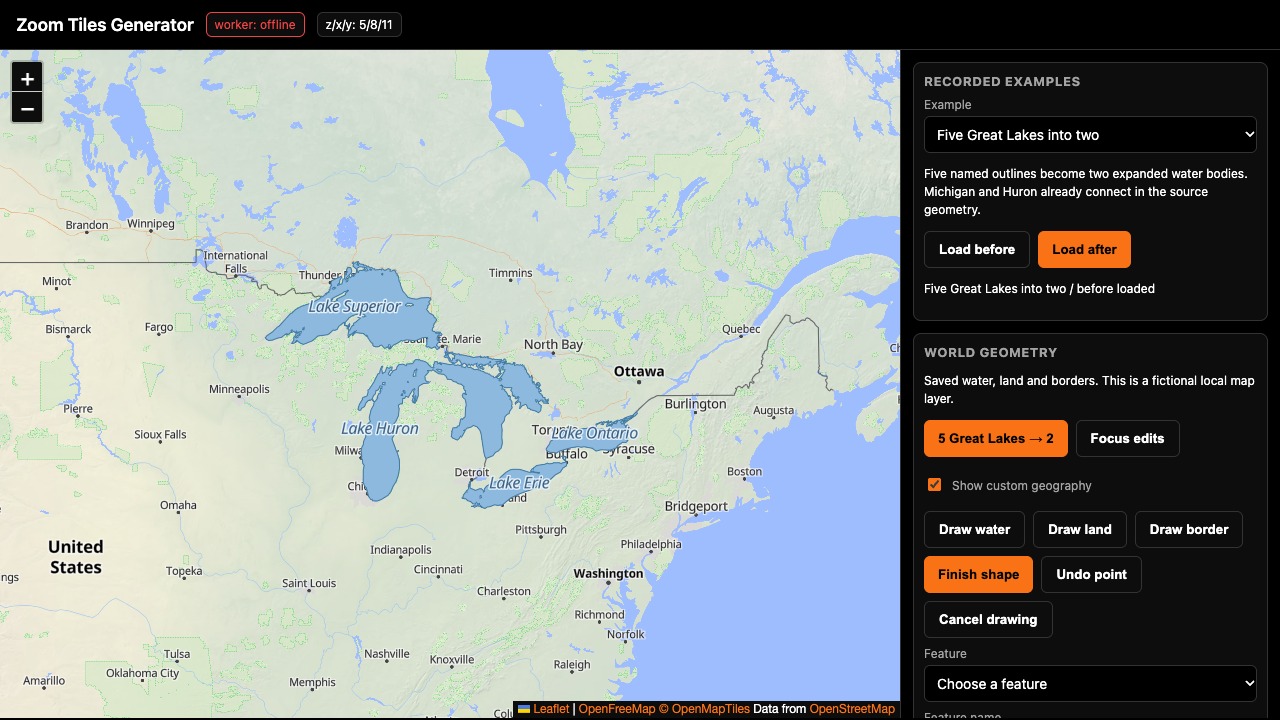 Zoom Tiles Generator
worker: offline
z/x/y: 5/8/11
+
−
Brandon
Winnipeg
International
Falls
Minot
Thunder
Timmins
Lake Superior
Bismarck
Fargo
Quebec
Marie
North Bay
Minneapolis
Ottawa
Pierre
Burlington
Augusta
Sioux Falls
Lake Huron
Lake Ontario
Buffalo
Syracuse
Detroit
Lake Erie
Boston
Omaha
Bridgeport
Pittsburgh
Philadelphia
United
States
Indianapolis
Topeka
Cincinnati
Washington
Saint Louis
Charleston
Richmond
Norfolk
Tulsa
Nashville
Knoxville
Raleigh
Oklahoma City
Amarillo
Memphis
Leaflet | OpenFreeMap © OpenMapTiles Data from OpenStreetMap
RECORDED EXAMPLES
Example
Five Great Lakes into two
Five named outlines become two expanded water bodies.
Michigan and Huron already connect in the source
geometry.
Load before
Load after
Five Great Lakes into two / before loaded
WORLD GEOMETRY
Saved water, land and borders. This is a fictional local map
layer.
5 Great Lakes → 2
Focus edits
Show custom geography
Draw water
Draw land
Draw border
Finish shape
Undo point
Cancel drawing
Feature
Choose a feature
Feature name